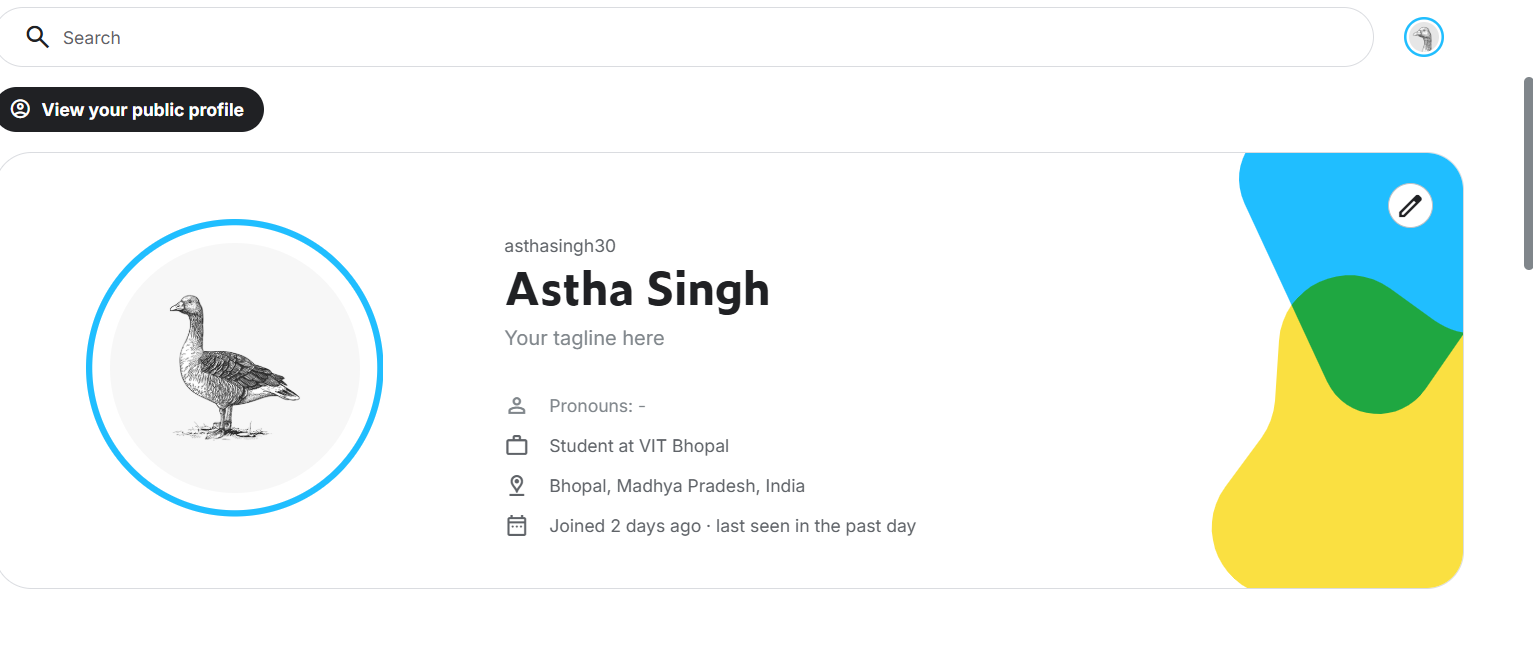 Search
View your public profile
asthasingh30
Astha Singh
Your tagline here
Pronouns: -
Student at VIT Bhopal
Bhopal, Madhya Pradesh, India
Joined 2 days ago · last seen in the past day